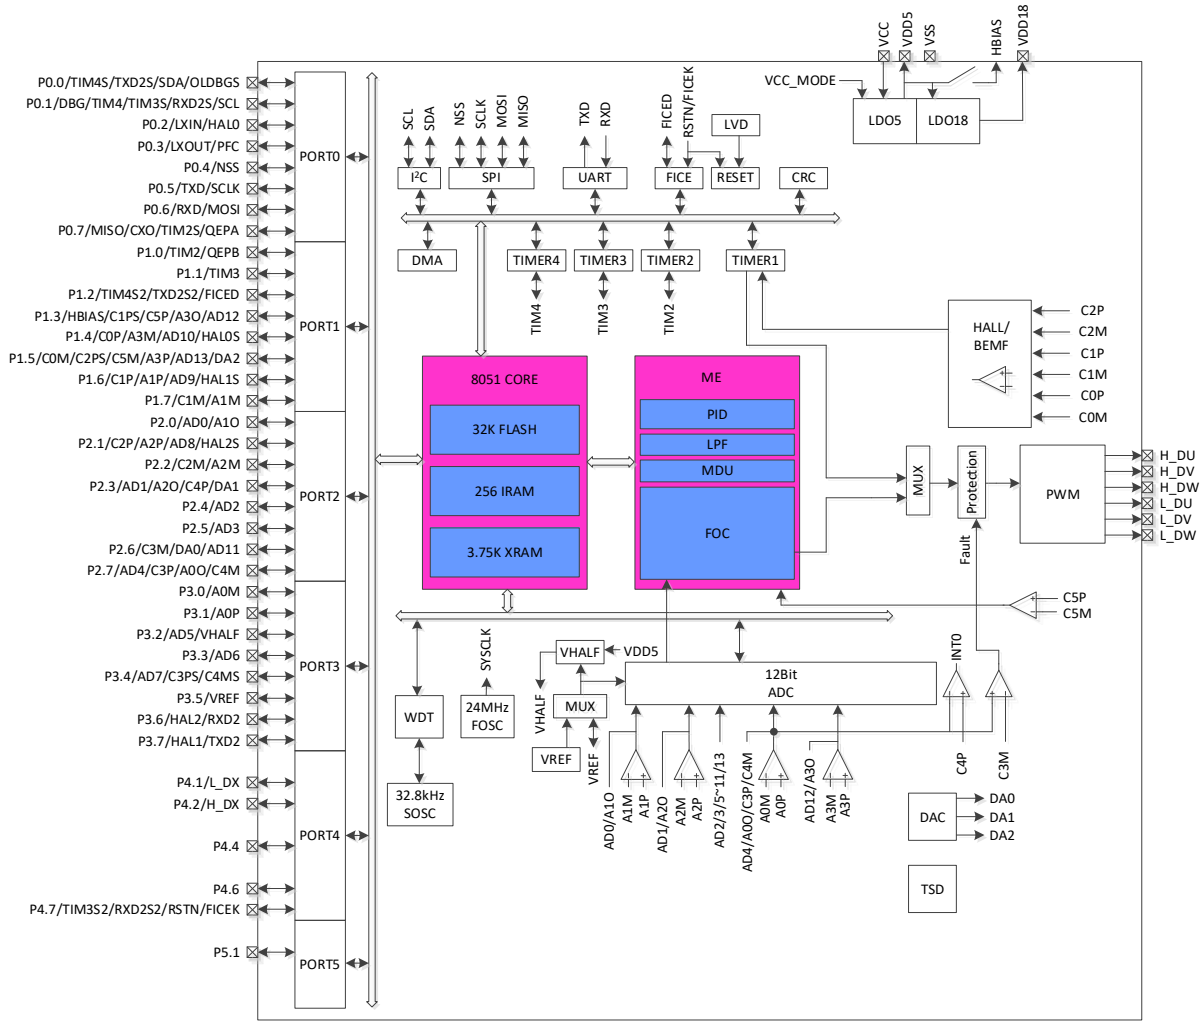 VCC
VDD5
VSS
HBIAS
VDD18
VCC_MODE
LDO5
LDO18
P0.0/TIM4S/TXD2S/SDA/OLDBGS
P0.1/DBG/TIM4/TIM3S/RXD2S/SCL
P0.2/LXIN/HAL0
P0.3/LXOUT/PFC
P0.4/NSS
P0.5/TXD/SCLK
P0.6/RXD/MOSI
P0.7/MISO/CXO/TIM2S/QEPA
P1.0/TIM2/QEPB
P1.1/TIM3
P1.2/TIM4S2/TXD2S2/FICED
P1.3/HBIAS/C1PS/C5P/A3O/AD12
P1.4/C0P/A3M/AD10/HAL0S
P1.5/C0M/C2PS/C5M/A3P/AD13/DA2
P1.6/C1P/A1P/AD9/HAL1S
P1.7/C1M/A1M
P2.0/AD0/A1O
P2.1/C2P/A2P/AD8/HAL2S
P2.2/C2M/A2M
P2.3/AD1/A2O/C4P/DA1
P2.4/AD2
P2.5/AD3
P2.6/C3M/DA0/AD11
P2.7/AD4/C3P/A0O/C4M
P3.0/A0M
P3.1/A0P
P3.2/AD5/VHALF
P3.3/AD6
P3.4/AD7/C3PS/C4MS
P3.5/VREF
P3.6/HAL2/RXD2
P3.7/HAL1/TXD2
P4.1/L_DX
P4.2/H_DX
P4.4
P4.6
P4.7/TIM3S2/RXD2S2/RSTN/FICEK
P5.1
PORT0
PORT1
PORT2
PORT3
PORT4
PORT5
SCL
SDA
NSS
SCLK
MOSI
MISO
TXD
RXD
FICED
RSTN/FICEK
LVD
I²C
SPI
UART
FICE
RESET
CRC
DMA
TIMER4
TIMER3
TIMER2
TIMER1
TIM4
TIM3
TIM2
8051 CORE
32K FLASH
256 IRAM
3.75K XRAM
ME
PID
LPF
MDU
FOC
HALL/
BEMF
C2P
C2M
C1P
C1M
C0P
C0M
MUX
Protection
PWM
Fault
H_DU
H_DV
H_DW
L_DU
L_DV
L_DW
C5P
C5M
SYSCLK
VHALF
VDD5
12Bit
ADC
INT0
WDT
24MHz
FOSC
VHALF
MUX
VREF
VREF
32.8kHz
SOSC
AD0/A1O
A1M
A1P
AD1/A2O
A2M
A2P
AD2/3/5~11/13
AD4/A0O/C3P/C4M
A0M
A0P
AD12/A3O
A3M
A3P
C4P
C3M
DAC
DA0
DA1
DA2
TSD